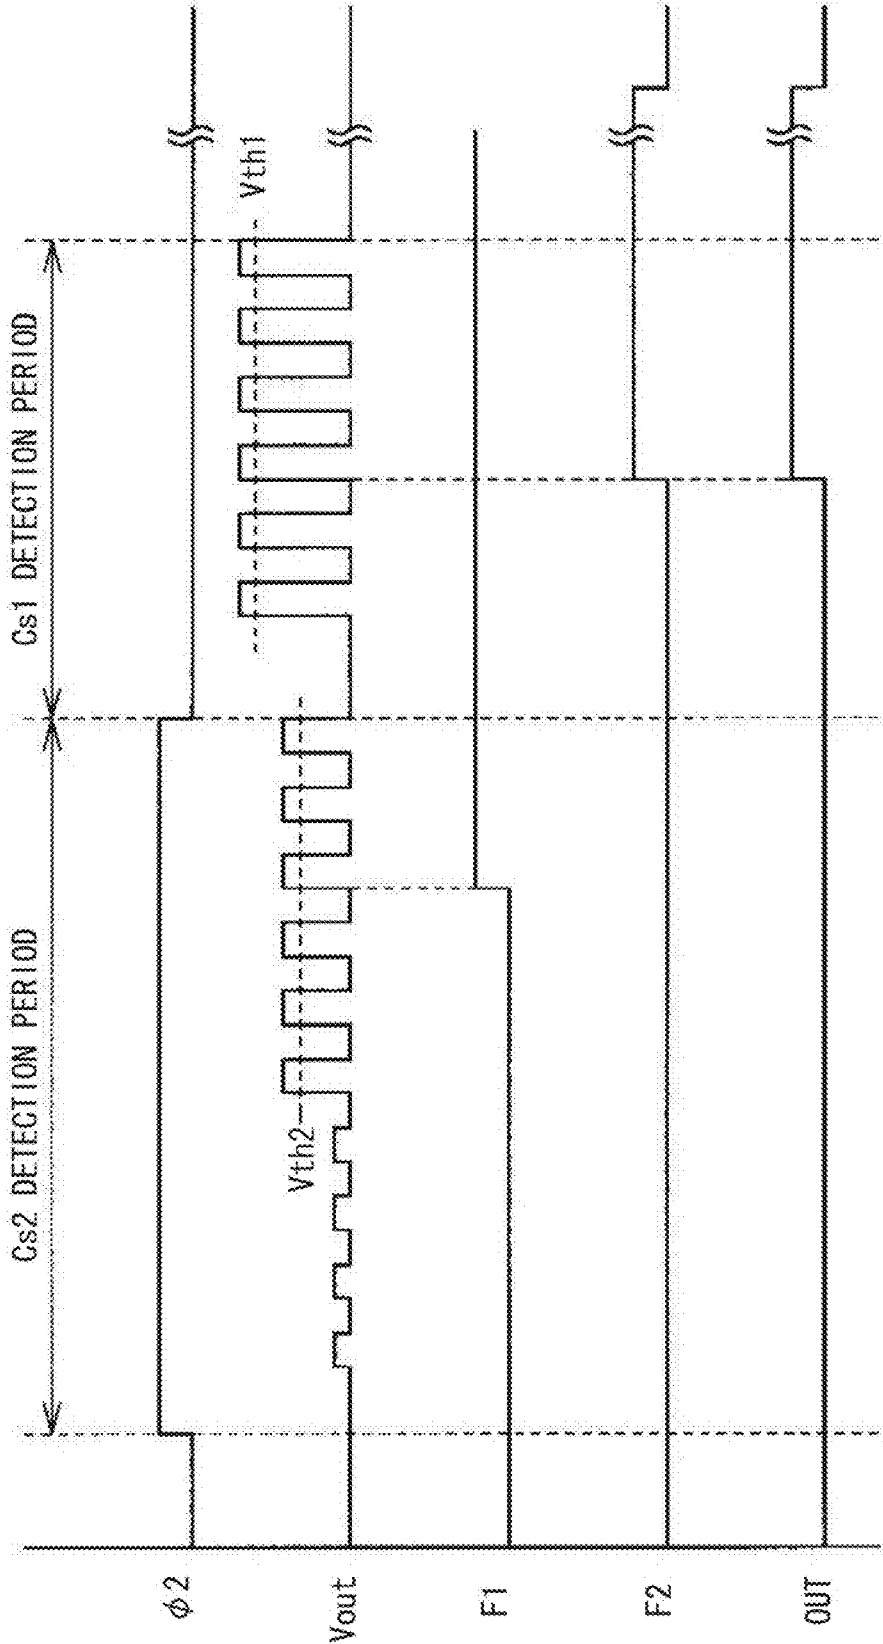 Cs2 DETECTION PERIOD
Cs1 DETECTION PERIOD
φ2
Vth1
Vth2
Vout
F1
F2
OUT